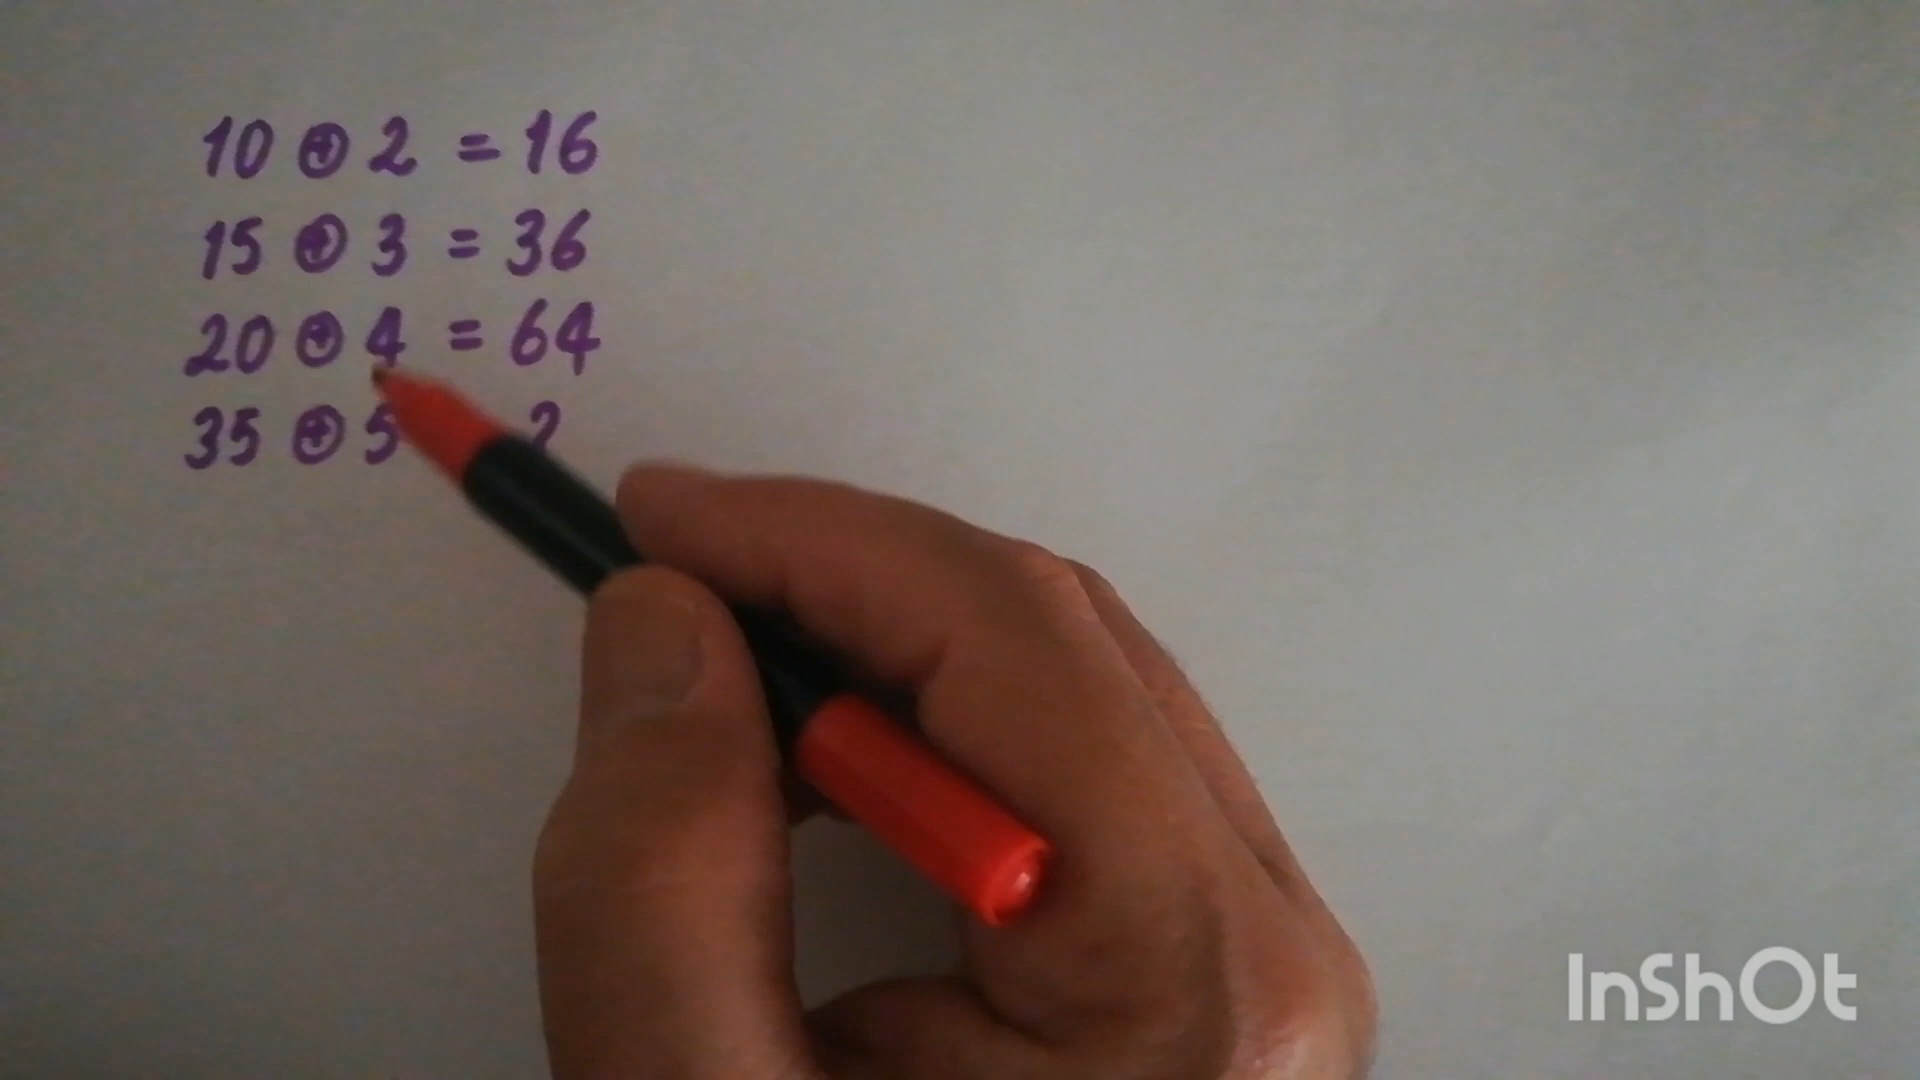 10 ⊕ 2 = 16
15 ⊕ 3 = 36
20 ⊕ 4 = 64
35 ⊕ 5 ?
InShOt